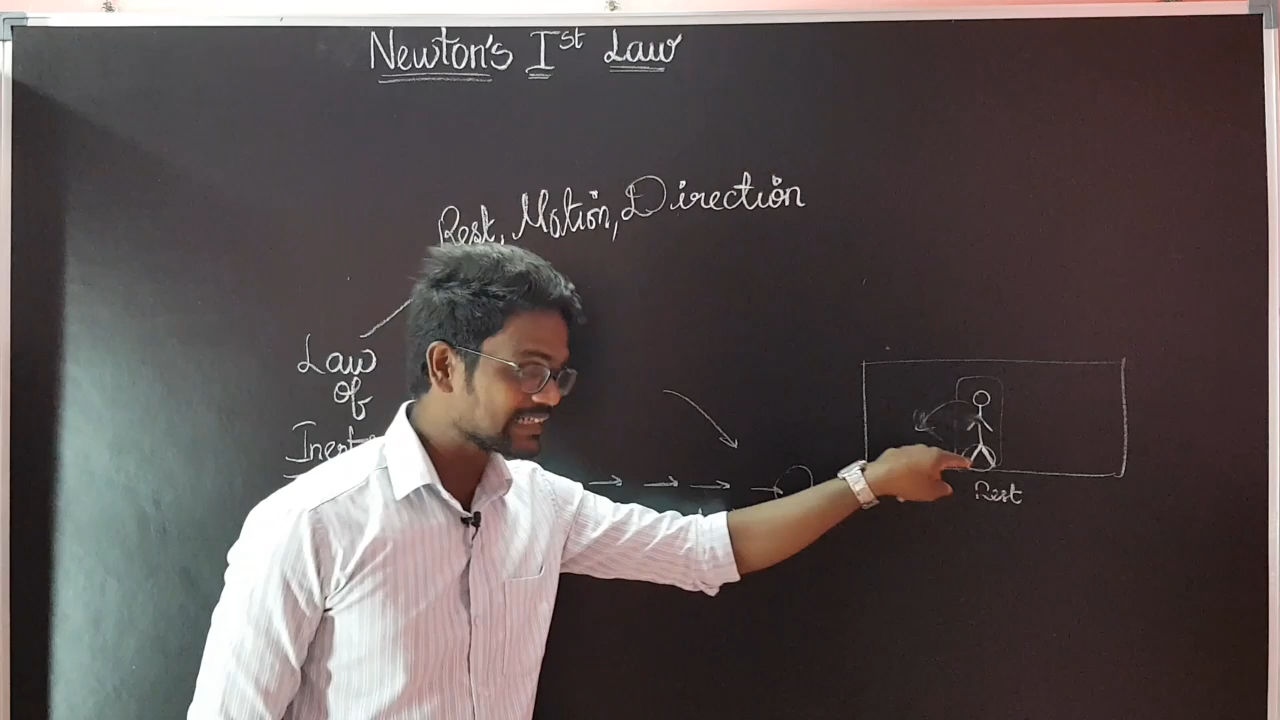 Newton's Ist Law
Rest, Motion, Direction
Law
of
Rest